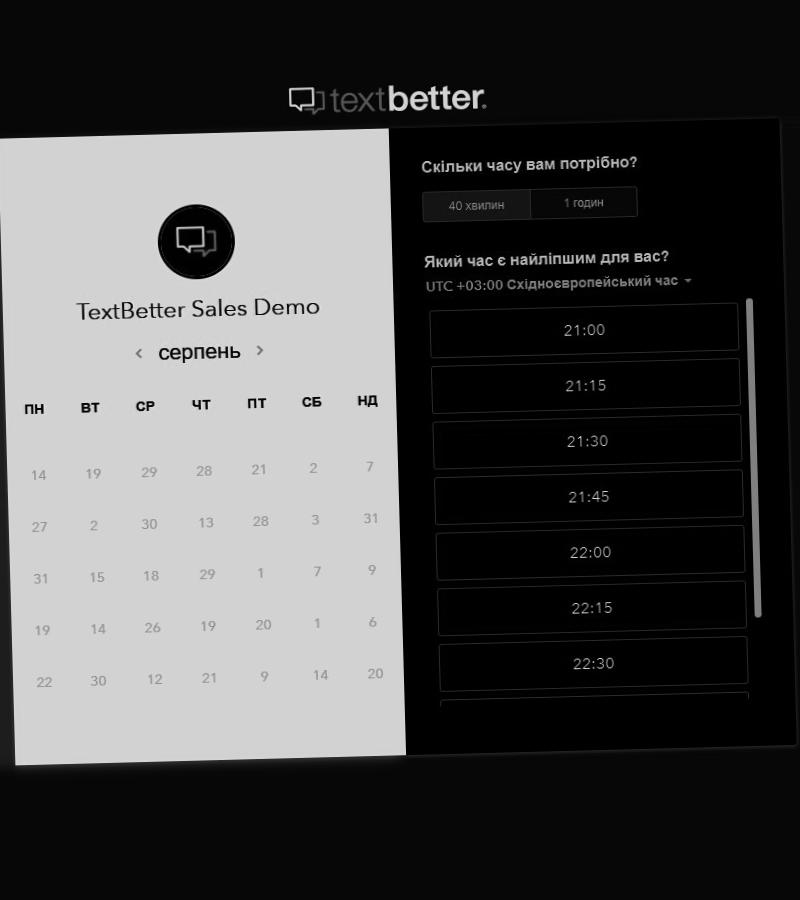 textbetter.
TextBetter Sales Demo
серпень
ПН ВТ СР ЧТ ПТ СБ НД
14 19 29 28 21 2 7
27 2 30 13 28 3 31
31 15 18 29 1 7 9
19 14 26 19 20 1 6
22 30 12 21 9 14 20
Скільки часу вам потрібно?
40 хвилин 1 годин
Який час є найліпшим для вас?
UTC +03:00 Східноєвропейський час
21:00
21:15
21:30
21:45
22:00
22:15
22:30